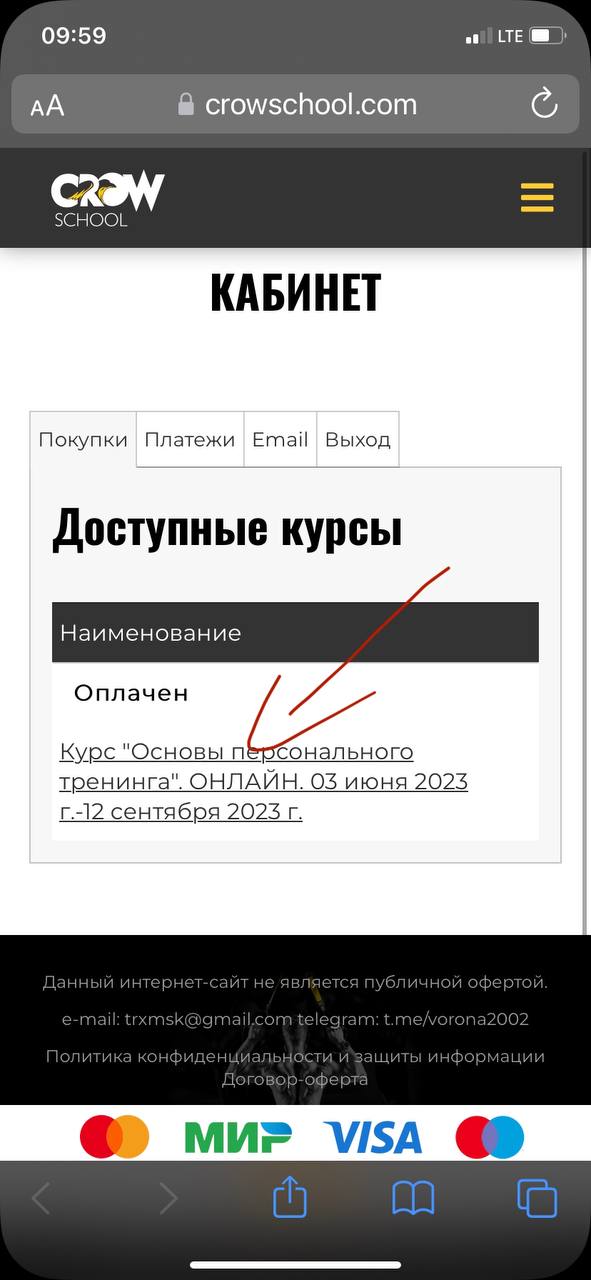 09:59
LTE
AA
crowschool.com
CROW
SCHOOL
КАБИНЕТ
Покупки Платежи Email Выход
Доступные курсы
Наименование
Оплачен
Курс "Основы персонального
тренинга". ОНЛАЙН. 03 июня 2023
г.-12 сентября 2023 г.
Данный интернет-сайт не является публичной офертой.
e-mail: trxmsk@gmail.com telegram: t.me/vorona2002
Политика конфиденциальности и защиты информации
Договор-оферта
МИР VISA